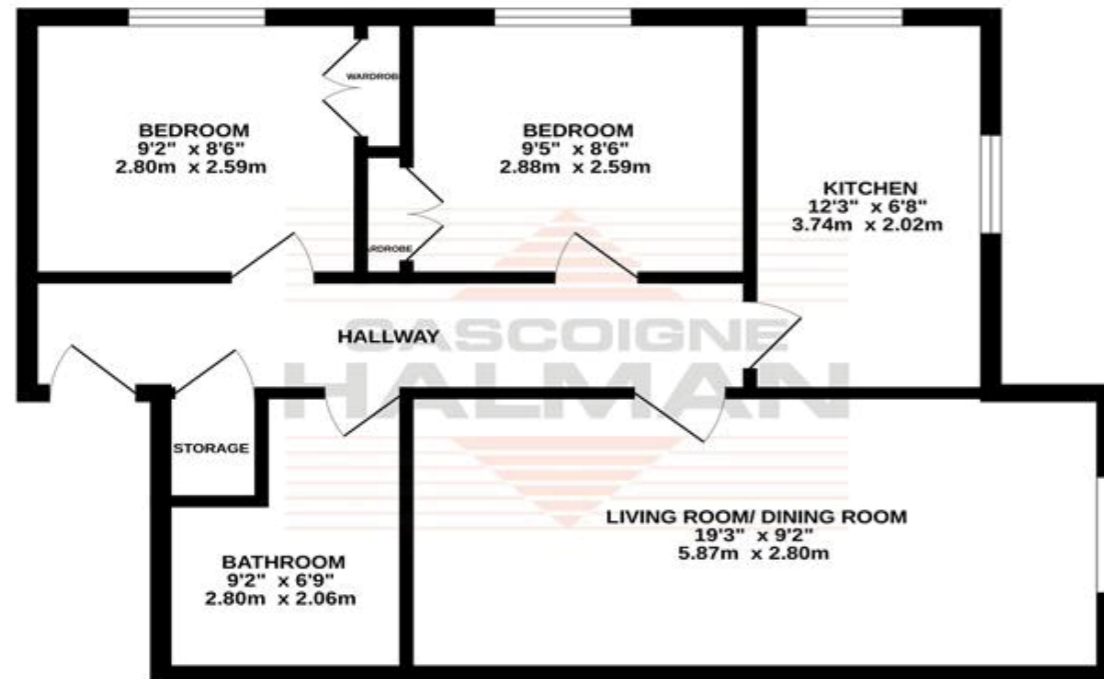 WARDROB
BEDROOM
9'2" x 8'6"
2.80m x 2.59m
BEDROOM
9'5" x 8'6"
2.88m x 2.59m
KITCHEN
12'3" x 6'8"
3.74m x 2.02m
ARDROBE
HALLWAY
GASCOIGNE
HALMAN
STORAGE
LIVING ROOM/ DINING ROOM
19'3" x 9'2"
5.87m x 2.80m
BATHROOM
9'2" x 6'9"
2.80m x 2.06m